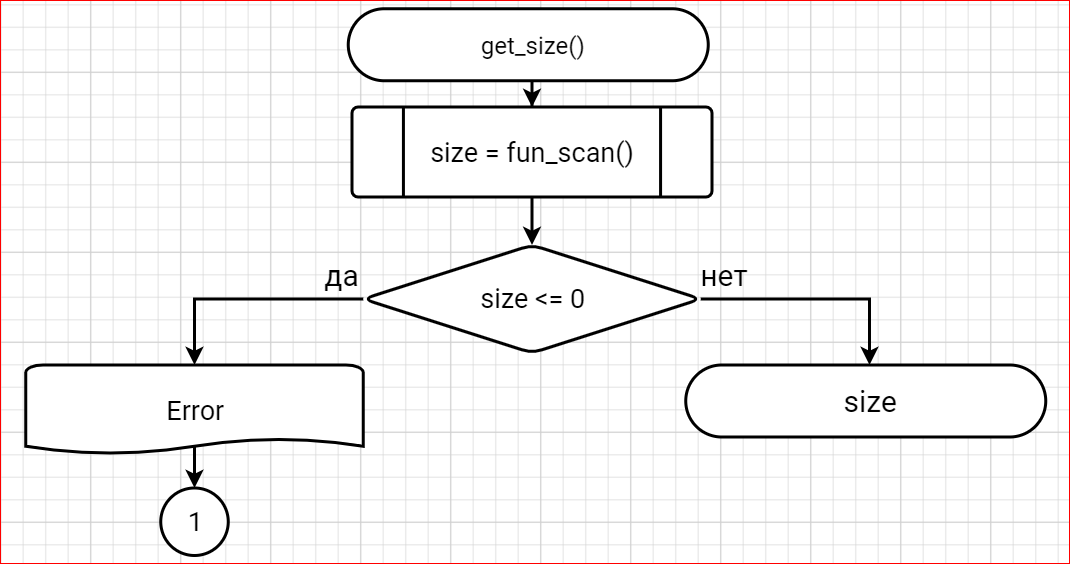 get_size()
size = fun_scan()
да
нет
size <= 0
Error
size
1